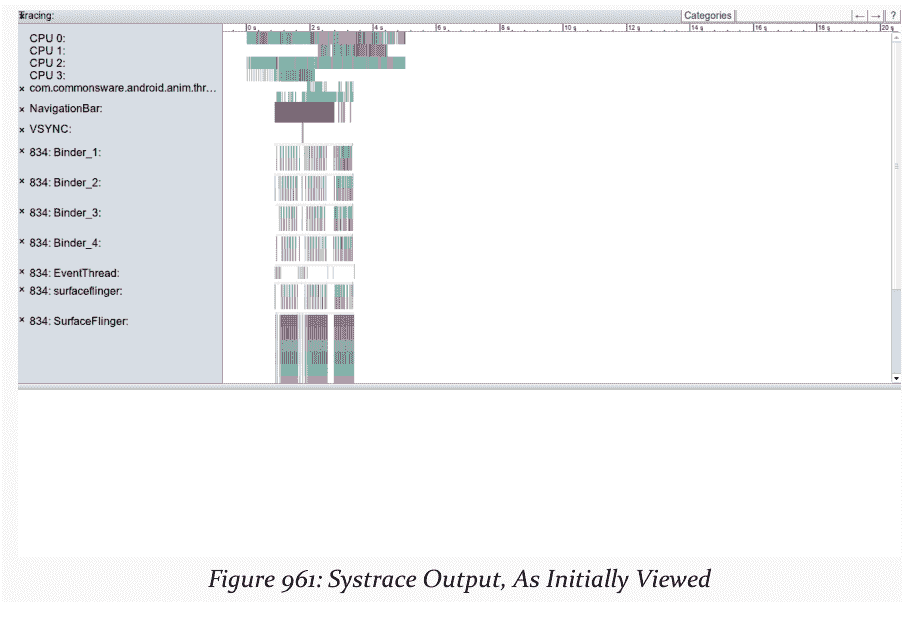 Tracing:
Categories
←
→
?
0 s
2 s
4 s
6 s
8 s
10 s
12 s
14 s
16 s
18 s
20 s
CPU 0:
CPU 1:
CPU 2:
CPU 3:
× com.commonsware.android.anim.thr...
× NavigationBar:
× VSYNC:
× 834: Binder_1:
× 834: Binder_2:
× 834: Binder_3:
× 834: Binder_4:
× 834: EventThread:
× 834: surfaceflinger:
× 834: SurfaceFlinger:
Figure 961: Systrace Output, As Initially Viewed